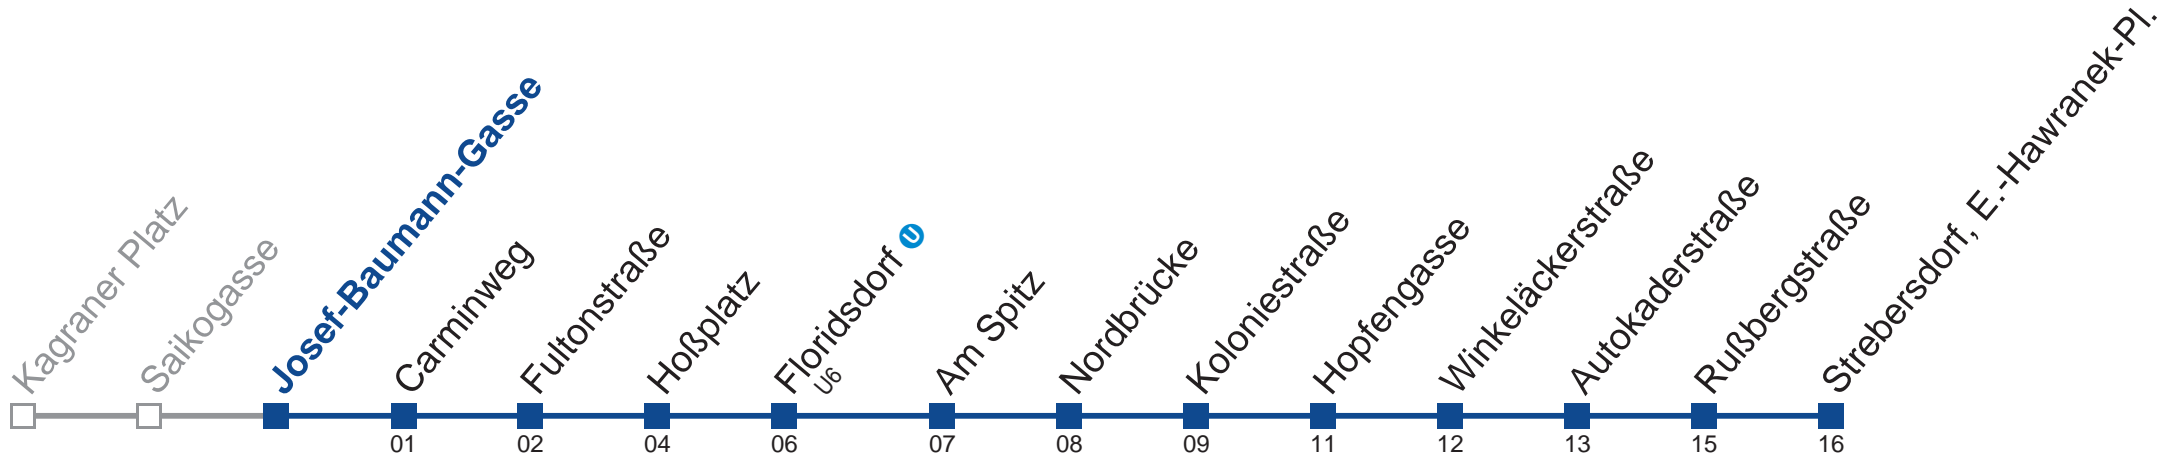 Kagraner Platz
Saikogasse
Josef-Baumann-Gasse
Carminweg
01
Fultonstraße
02
Hoßplatz
04
Floridsdorf U
U6
06
Am Spitz
07
Nordbrücke
08
Koloniestraße
09
Hopfengasse
11
Winkeläckerstraße
12
Autokaderstraße
13
Rußbergstraße
15
Strebersdorf, E.-Hawranek-Pl.
16